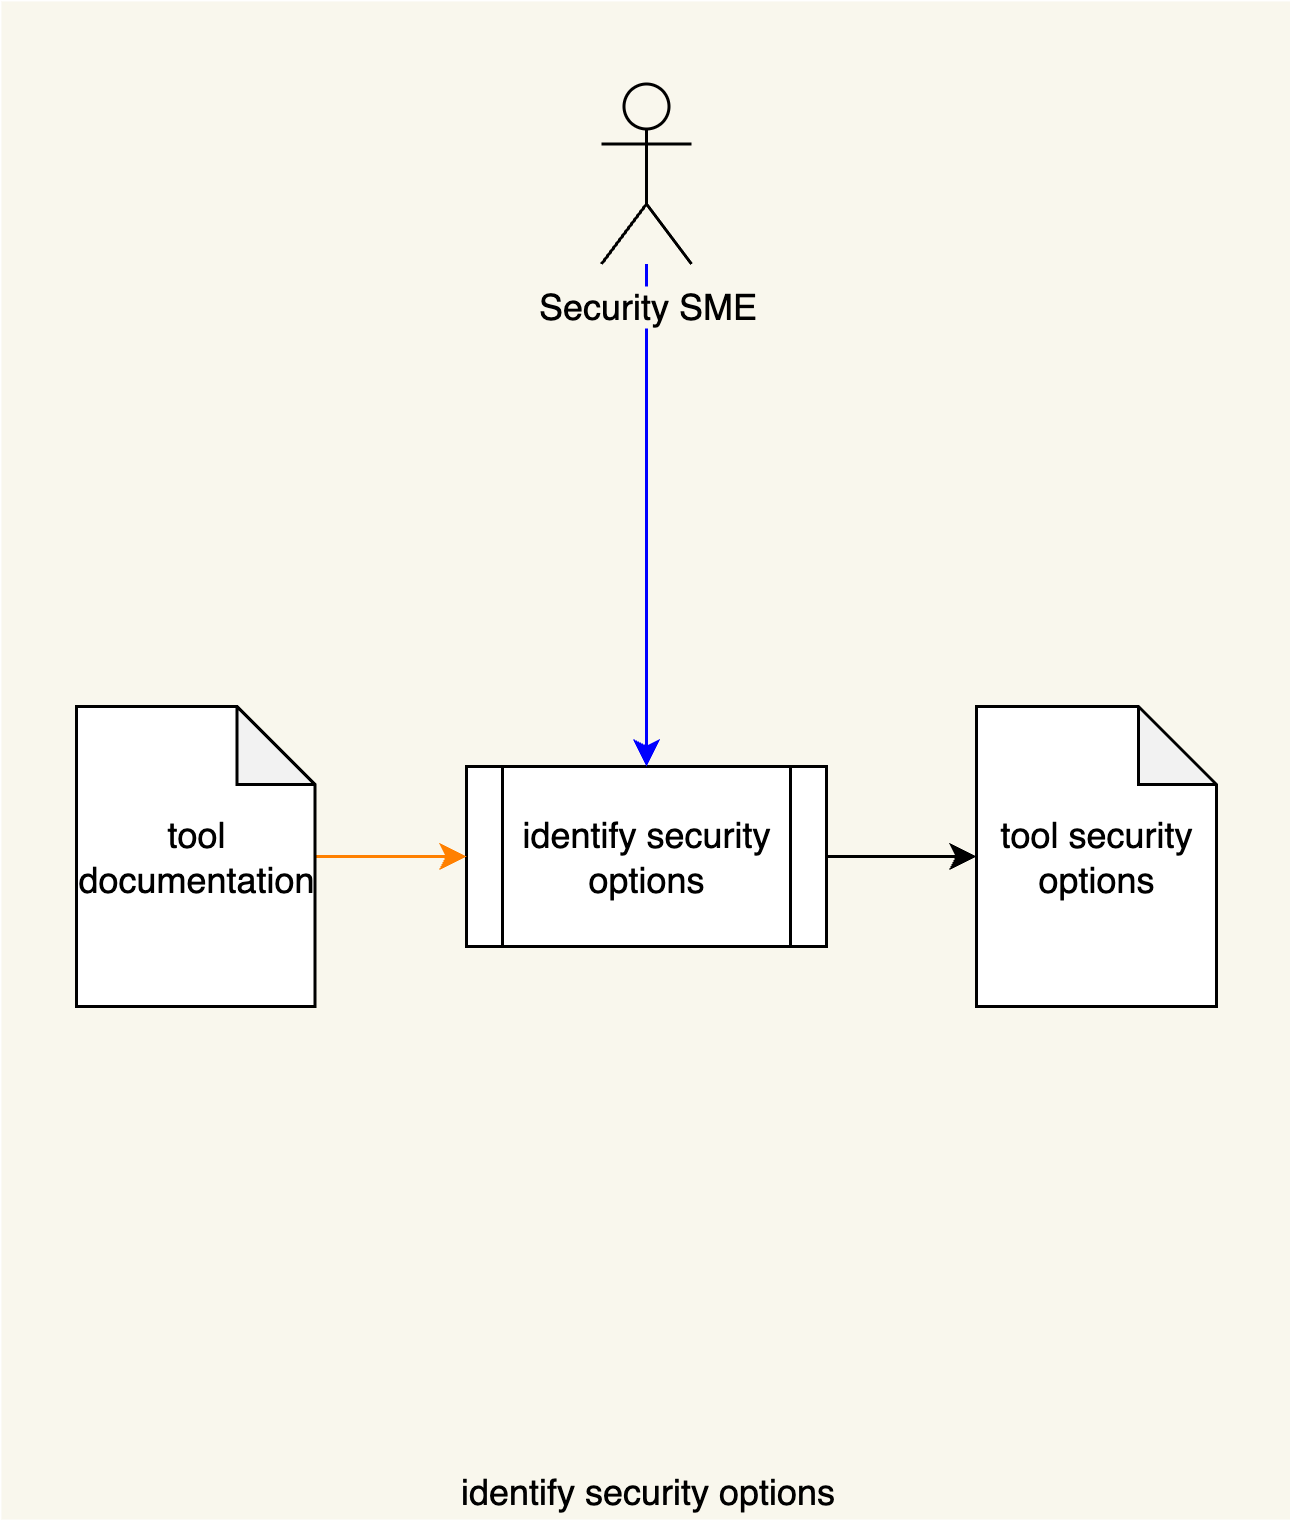 Security SME
tool
documentation
identify security
options
tool security
options
identify security options